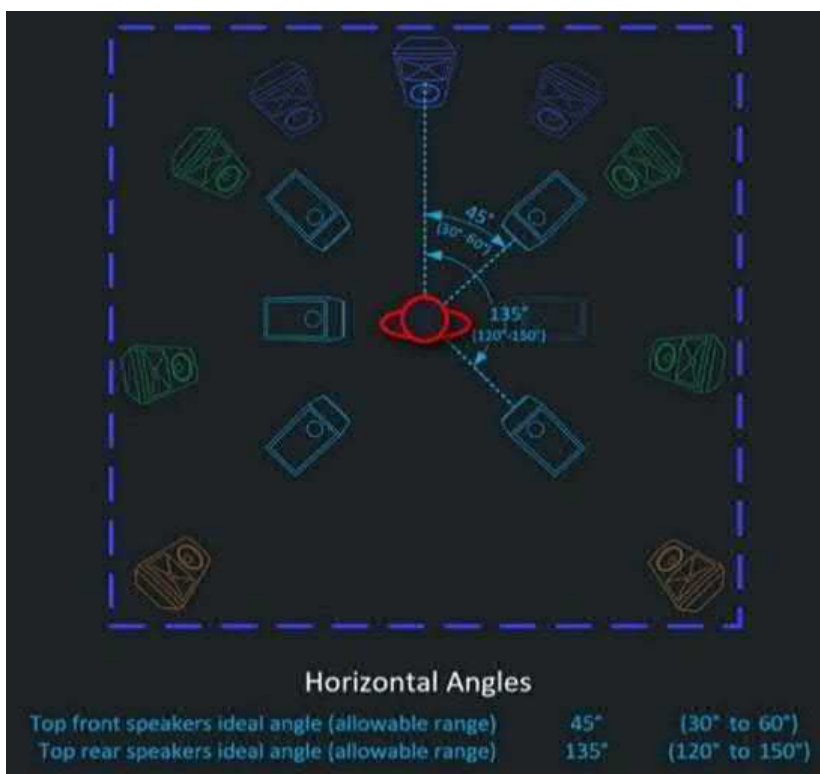 45°
(30°-60°)
135°
(120°-150°)
Horizontal Angles
Top front speakers ideal angle (allowable range) 45° (30° to 60°)
Top rear speakers ideal angle (allowable range) 135° (120° to 150°)